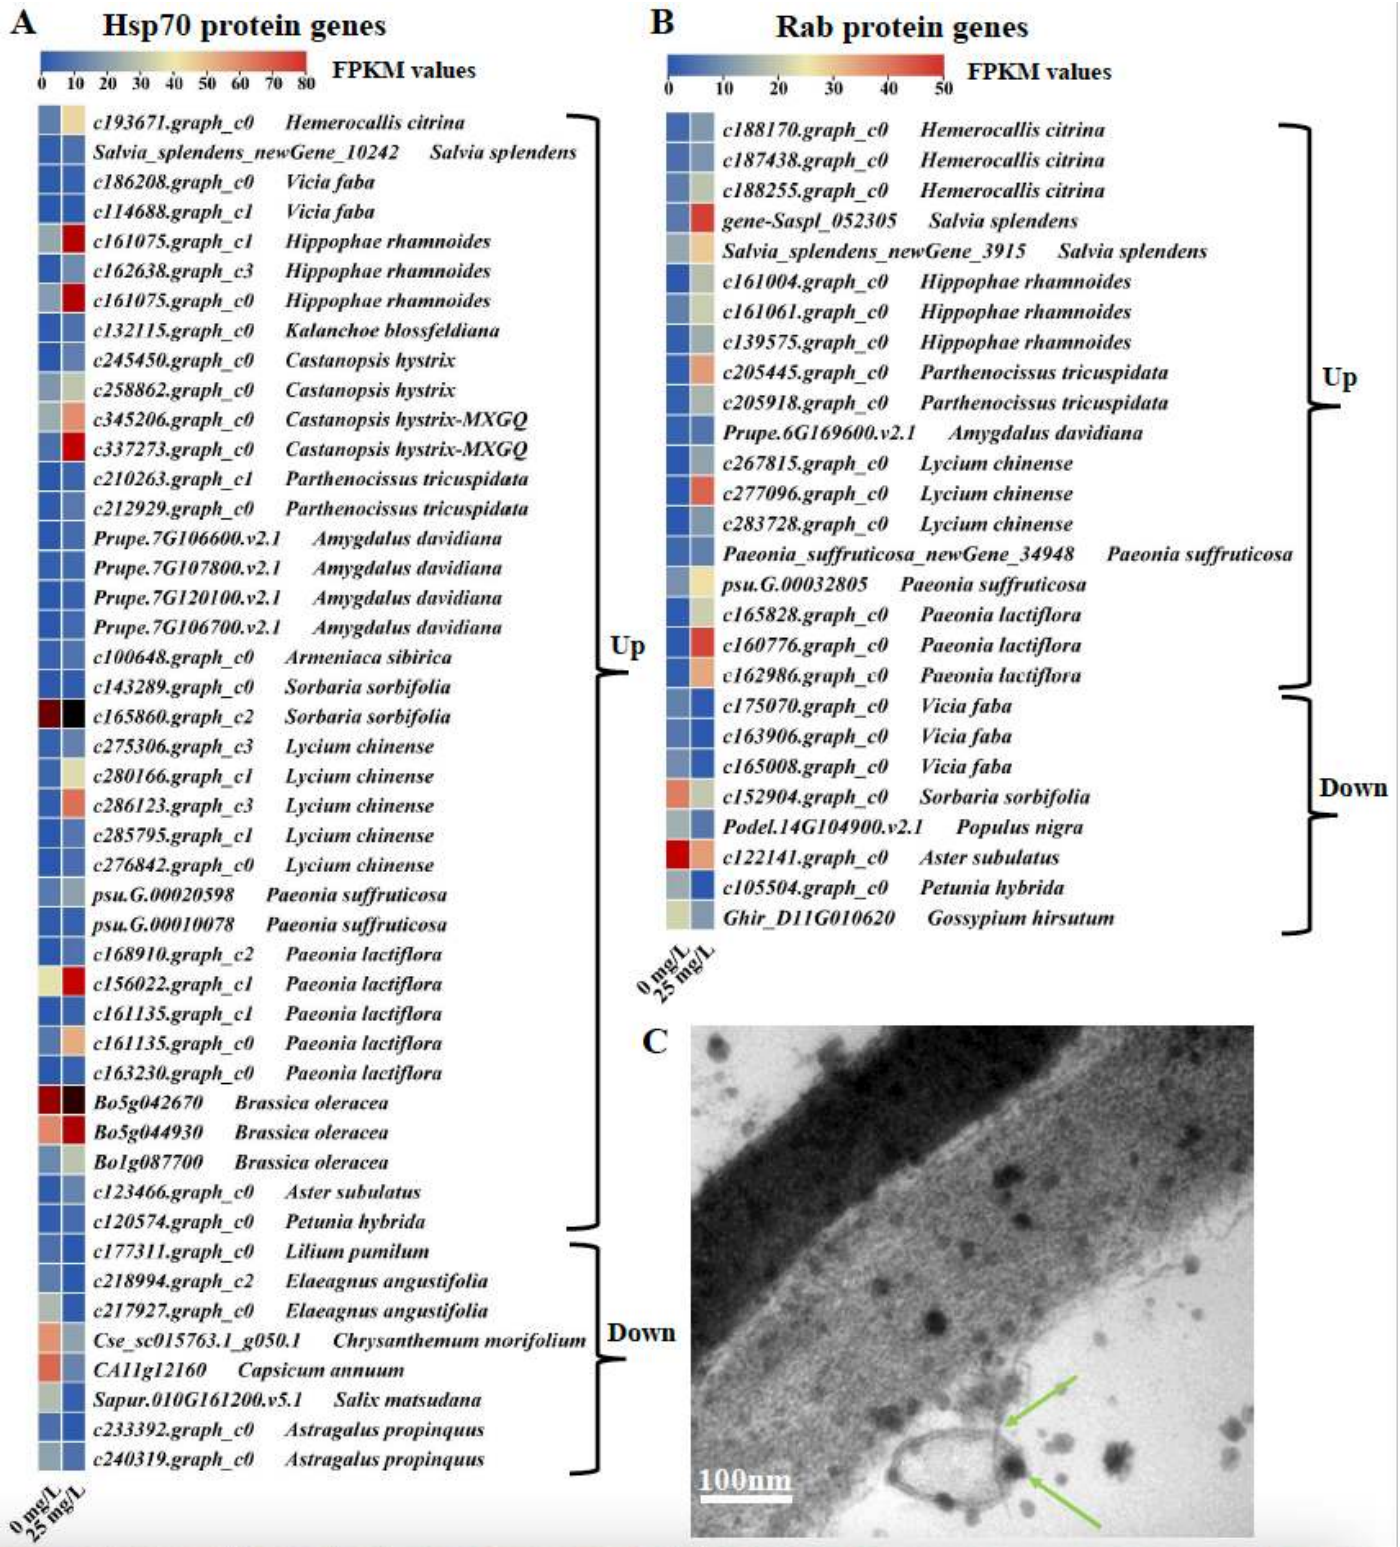 A Hsp70 protein genes
0 10 20 30 40 50 60 70 80 FPKM values
c193671.graph_c0 Hemerocallis citrina
Salvia_splendens_newGene_10242 Salvia splendens
c186208.graph_c0 Vicia faba
c114688.graph_c1 Vicia faba
c161075.graph_c1 Hippophae rhamnoides
c162638.graph_c3 Hippophae rhamnoides
c161075.graph_c0 Hippophae rhamnoides
c132115.graph_c0 Kalanchoe blossfeldiana
c245450.graph_c0 Castanopsis hystrix
c258862.graph_c0 Castanopsis hystrix
c345206.graph_c0 Castanopsis hystrix-MXGQ
c337273.graph_c0 Castanopsis hystrix-MXGQ
c210263.graph_c1 Parthenocissus tricuspidata
c212929.graph_c0 Parthenocissus tricuspidata
Prupe.7G106600.v2.1 Amygdalus davidiana
Prupe.7G107800.v2.1 Amygdalus davidiana
Prupe.7G120100.v2.1 Amygdalus davidiana
Prupe.7G106700.v2.1 Amygdalus davidiana
c100648.graph_c0 Armeniaca sibirica
c143289.graph_c0 Sorbaria sorbifolia
c165860.graph_c2 Sorbaria sorbifolia
c275306.graph_c3 Lycium chinense
c280166.graph_c1 Lycium chinense
c286123.graph_c3 Lycium chinense
c285795.graph_c1 Lycium chinense
c276842.graph_c0 Lycium chinense
psu.G.00020598 Paeonia suffruticosa
psu.G.00010078 Paeonia suffruticosa
c168910.graph_c2 Paeonia lactiflora
c156022.graph_c1 Paeonia lactiflora
c161135.graph_c1 Paeonia lactiflora
c161135.graph_c0 Paeonia lactiflora
c163230.graph_c0 Paeonia lactiflora
Bo5g042670 Brassica oleracea
Bo5g044930 Brassica oleracea
Bo1g087700 Brassica oleracea
c123466.graph_c0 Aster subulatus
c120574.graph_c0 Petunia hybrida
Up
c177311.graph_c0 Lilium pumilum
c218994.graph_c2 Elaeagnus angustifolia
c217927.graph_c0 Elaeagnus angustifolia
Cse_sc015763.1_g050.1 Chrysanthemum morifolium
CA11g12160 Capsicum annuum
Sapur.010G161200.v5.1 Salix matsudana
c233392.graph_c0 Astragalus propinquus
c240319.graph_c0 Astragalus propinquus
Down
0 mg/L
25 mg/L
B Rab protein genes
0 10 20 30 40 50 FPKM values
c188170.graph_c0 Hemerocallis citrina
c187438.graph_c0 Hemerocallis citrina
c188255.graph_c0 Hemerocallis citrina
gene-Saspl_052305 Salvia splendens
Salvia_splendens_newGene_3915 Salvia splendens
c161004.graph_c0 Hippophae rhamnoides
c161061.graph_c0 Hippophae rhamnoides
c139575.graph_c0 Hippophae rhamnoides
c205445.graph_c0 Parthenocissus tricuspidata
c205918.graph_c0 Parthenocissus tricuspidata
Prupe.6G169600.v2.1 Amygdalus davidiana
c267815.graph_c0 Lycium chinense
c277096.graph_c0 Lycium chinense
c283728.graph_c0 Lycium chinense
Paeonia_suffruticosa_newGene_34948 Paeonia suffruticosa
psu.G.00032805 Paeonia suffruticosa
c165828.graph_c0 Paeonia lactiflora
c160776.graph_c0 Paeonia lactiflora
c162986.graph_c0 Paeonia lactiflora
Up
c175070.graph_c0 Vicia faba
c163906.graph_c0 Vicia faba
c165008.graph_c0 Vicia faba
c152904.graph_c0 Sorbaria sorbifolia
Podel.14G104900.v2.1 Populus nigra
c122141.graph_c0 Aster subulatus
c105504.graph_c0 Petunia hybrida
Ghir_D11G010620 Gossypium hirsutum
Down
0 mg/L
25 mg/L
C
100nm